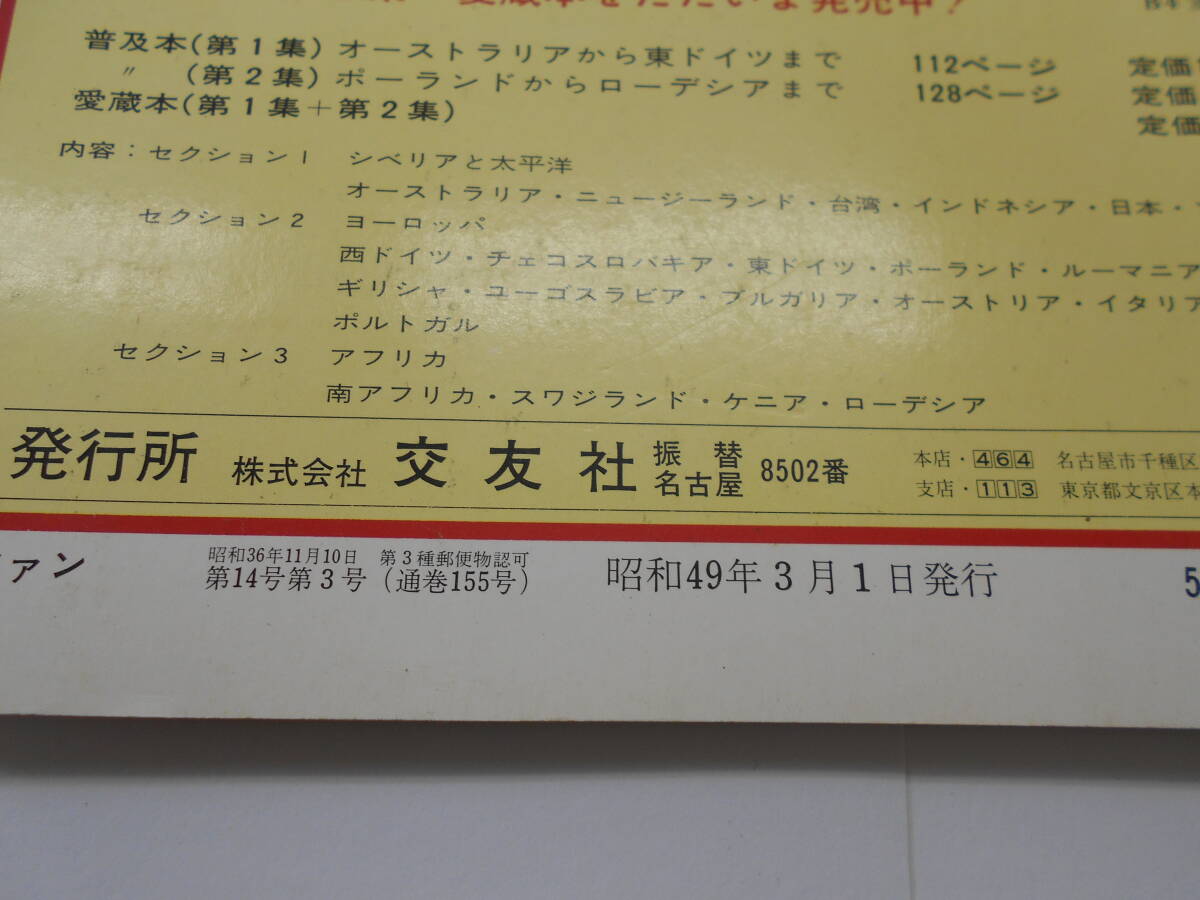 愛蔵本をただいま発売中！
普及本(第1集) オーストラリアから東ドイツまで 112ページ 定価
〃 (第2集) ポーランドからローデシアまで 128ページ 定価
愛蔵本(第1集＋第2集) 定価
内容：セクション1 シベリアと太平洋
オーストラリア・ニュージーランド・台湾・インドネシア・日本・
セクション2 ヨーロッパ
西ドイツ・チェコスロバキア・東ドイツ・ポーランド・ルーマニア
ギリシャ・ユーゴスラビア・ブルガリア・オーストリア・イタリア
ポルトガル
セクション3 アフリカ
南アフリカ・スワジランド・ケニア・ローデシア
発行所 株式会社 交友社 振替 名古屋 8502番 本店・464 名古屋市千種区
支店・113 東京都文京区本
ァン 昭和36年11月10日 第3種郵便物認可
第14号第3号 (通巻155号) 昭和49年3月1日発行 5